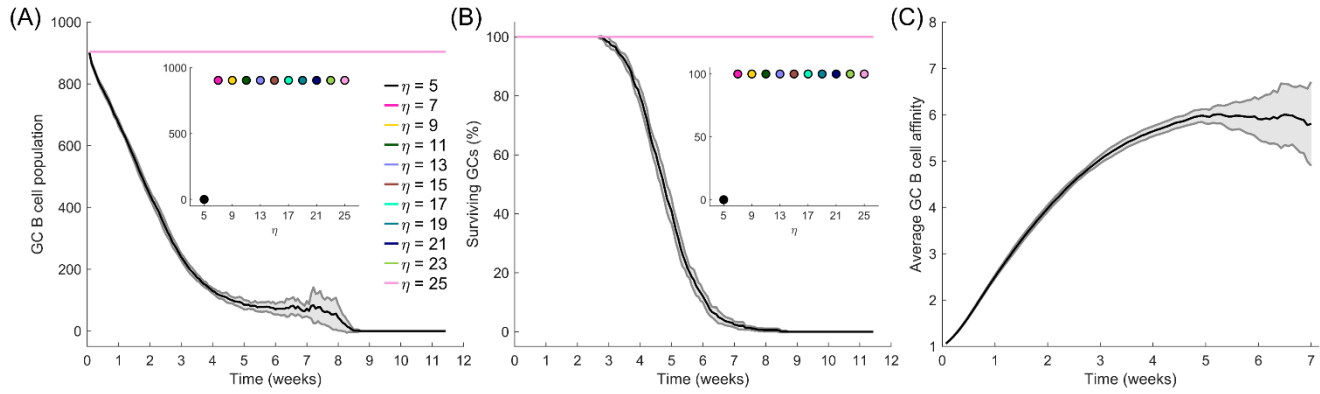 (A)
GC B cell population
1000
800
600
400
200
0
0 1 2 3 4 5 6 7 8 9 10 11 12
Time (weeks)
1000
500
0
5 9 13 17 21 25
η
η = 5
η = 7
η = 9
η = 11
η = 13
η = 15
η = 17
η = 19
η = 21
η = 23
η = 25
(B)
Surviving GCs (%)
100
80
60
40
20
0
0 1 2 3 4 5 6 7 8 9 10 11 12
Time (weeks)
100
50
0
5 9 13 17 21 25
η
(C)
Average GC B cell affinity
8
7
6
5
4
3
2
1
1 2 3 4 5 6 7
Time (weeks)